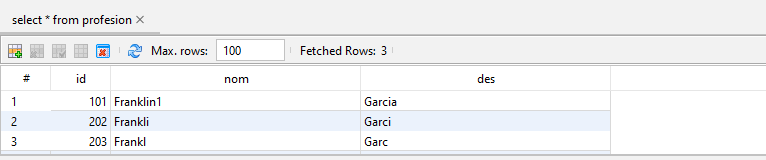 select * from profesion
Max. rows: 100 Fetched Rows: 3
# id nom des
1 101 Franklin1 Garcia
2 202 Frankli Garci
3 203 Frankl Garc